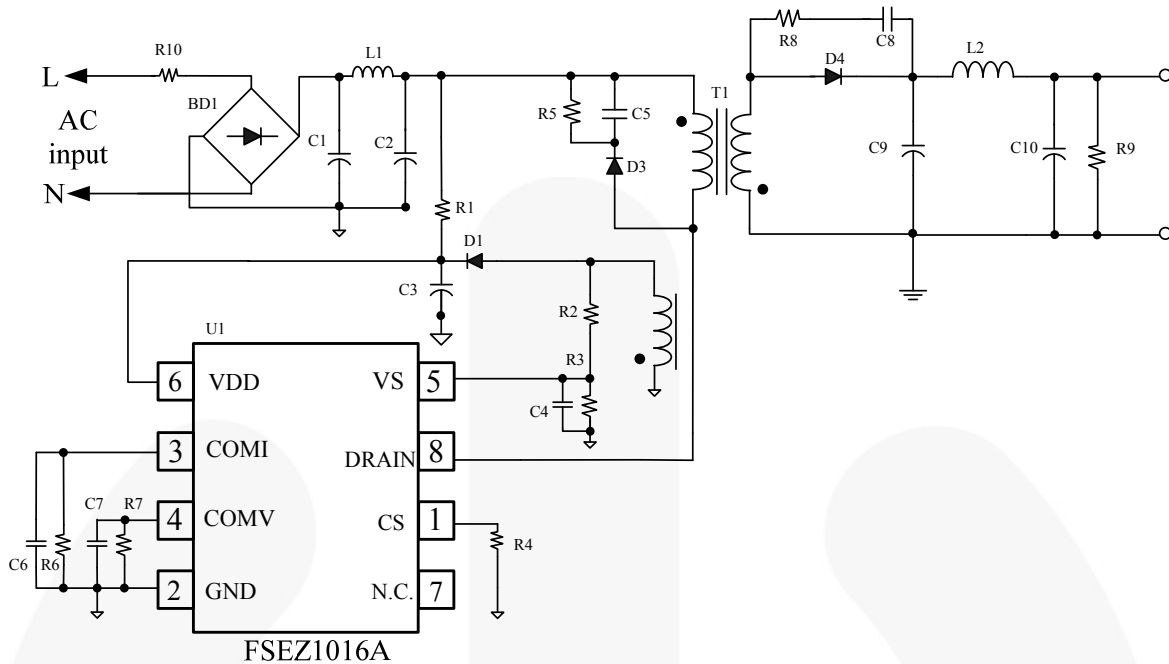 R8
C8
D4
L2
R10
L
L1
BD1
T1
AC
input
C1
C2
R5
C5
D3
C9
C10
R9
N
R1
D1
C3
R2
U1
R3
6
VDD
VS
5
C4
3
COMI
DRAIN
8
C7
R7
4
COMV
CS
1
R4
C6
R6
2
GND
N.C.
7
FSEZ1016A